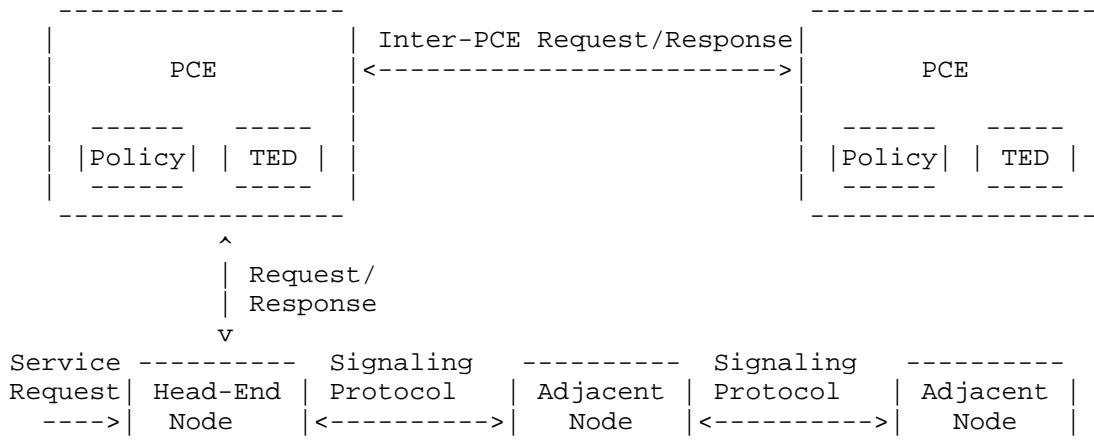 Inter-PCE Request/Response
PCE PCE
Policy TED Policy TED
Request/
Response
Service Signaling Signaling
Request Head-End Protocol Adjacent Protocol Adjacent
Node Node Node